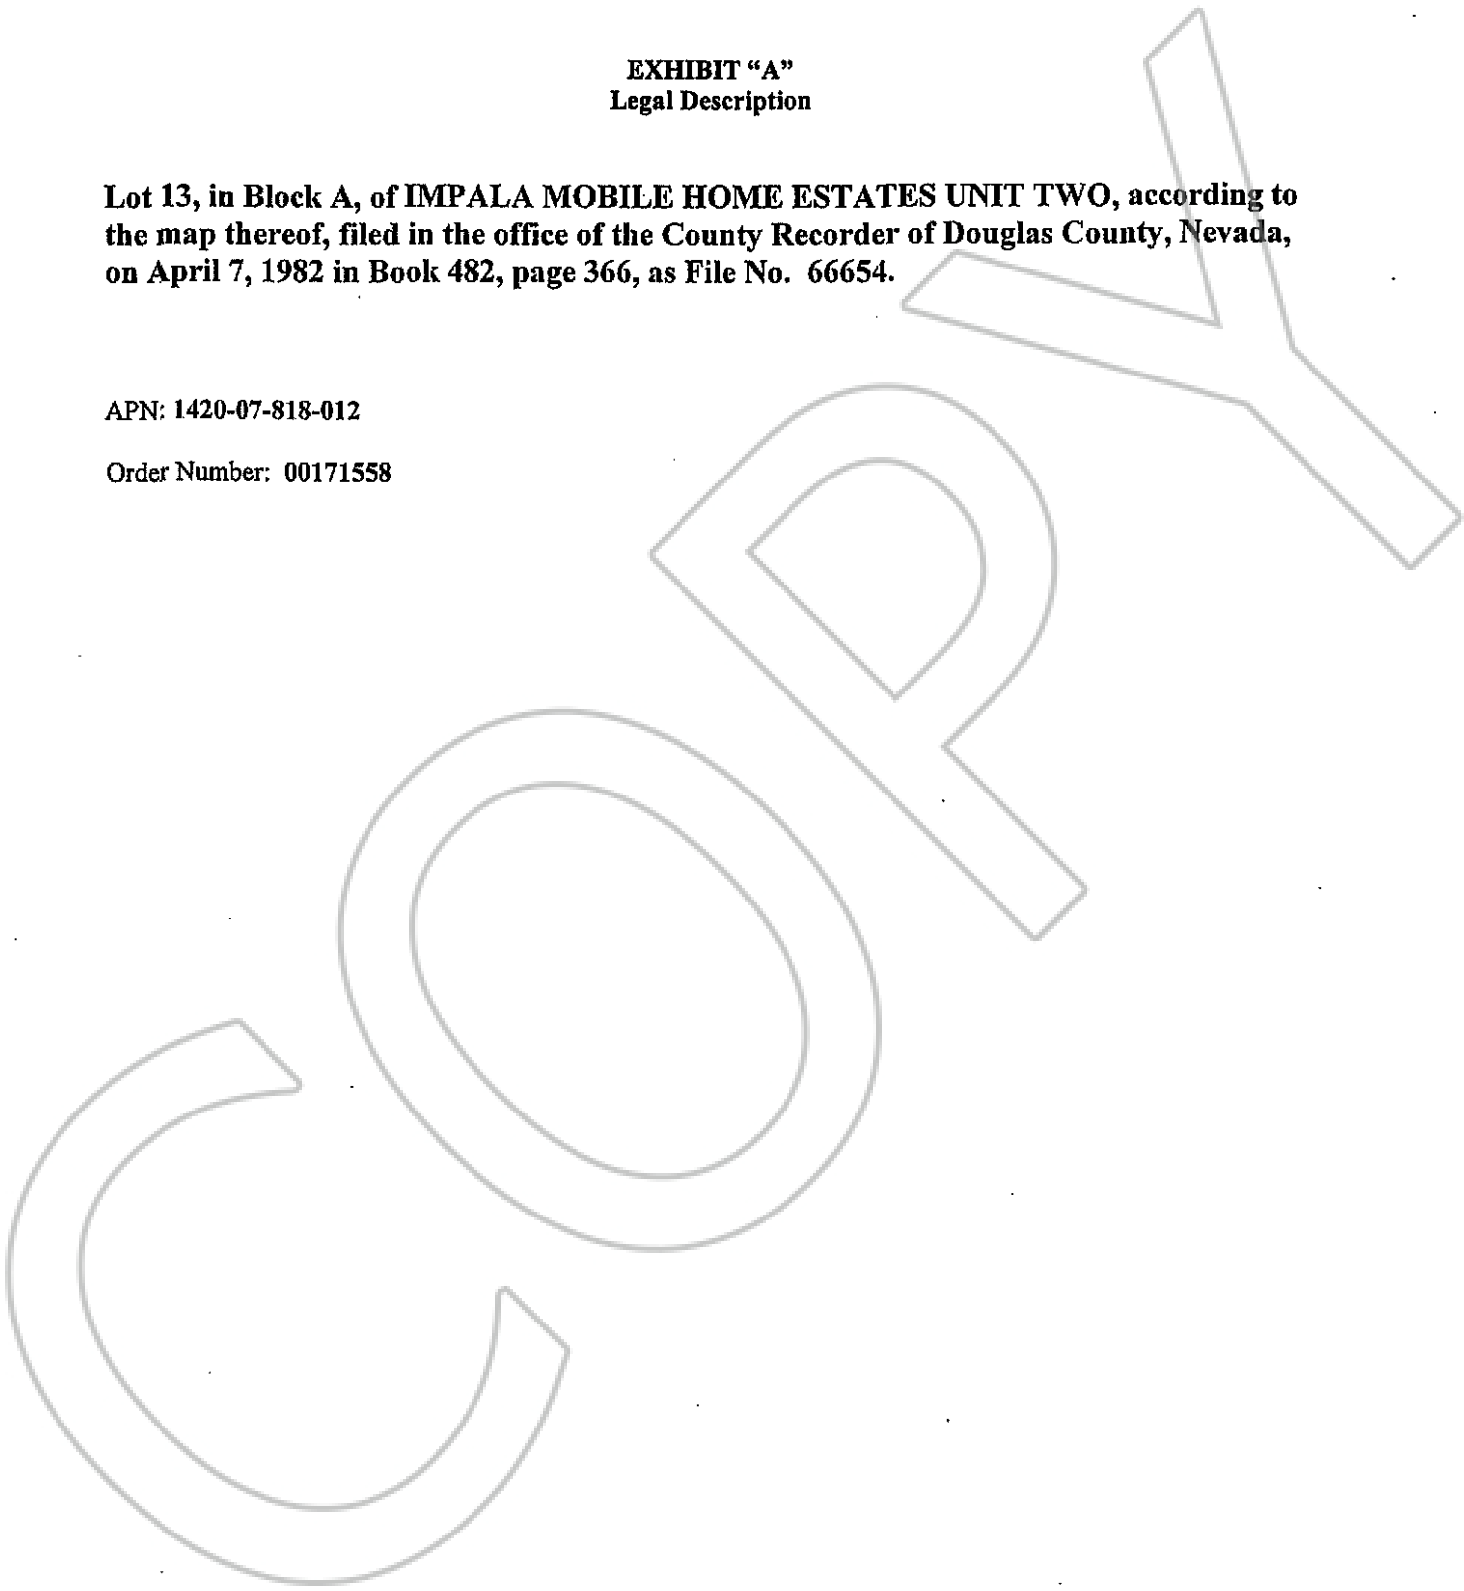 EXHIBIT “A”
Legal Description
Lot 13, in Block A, of IMPALA MOBILE HOME ESTATES UNIT TWO, according to
the map thereof, filed in the office of the County Recorder of Douglas County, Nevada,
on April 7, 1982 in Book 482, page 366, as File No. 66654.
APN: 1420-07-818-012
Order Number: 00171558
COPY